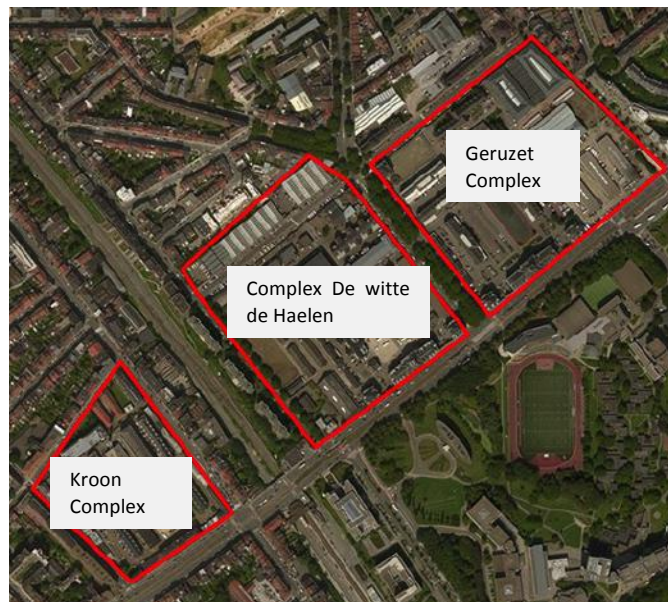 Geruzet
Complex
Complex De witte
de Haelen
Kroon
Complex